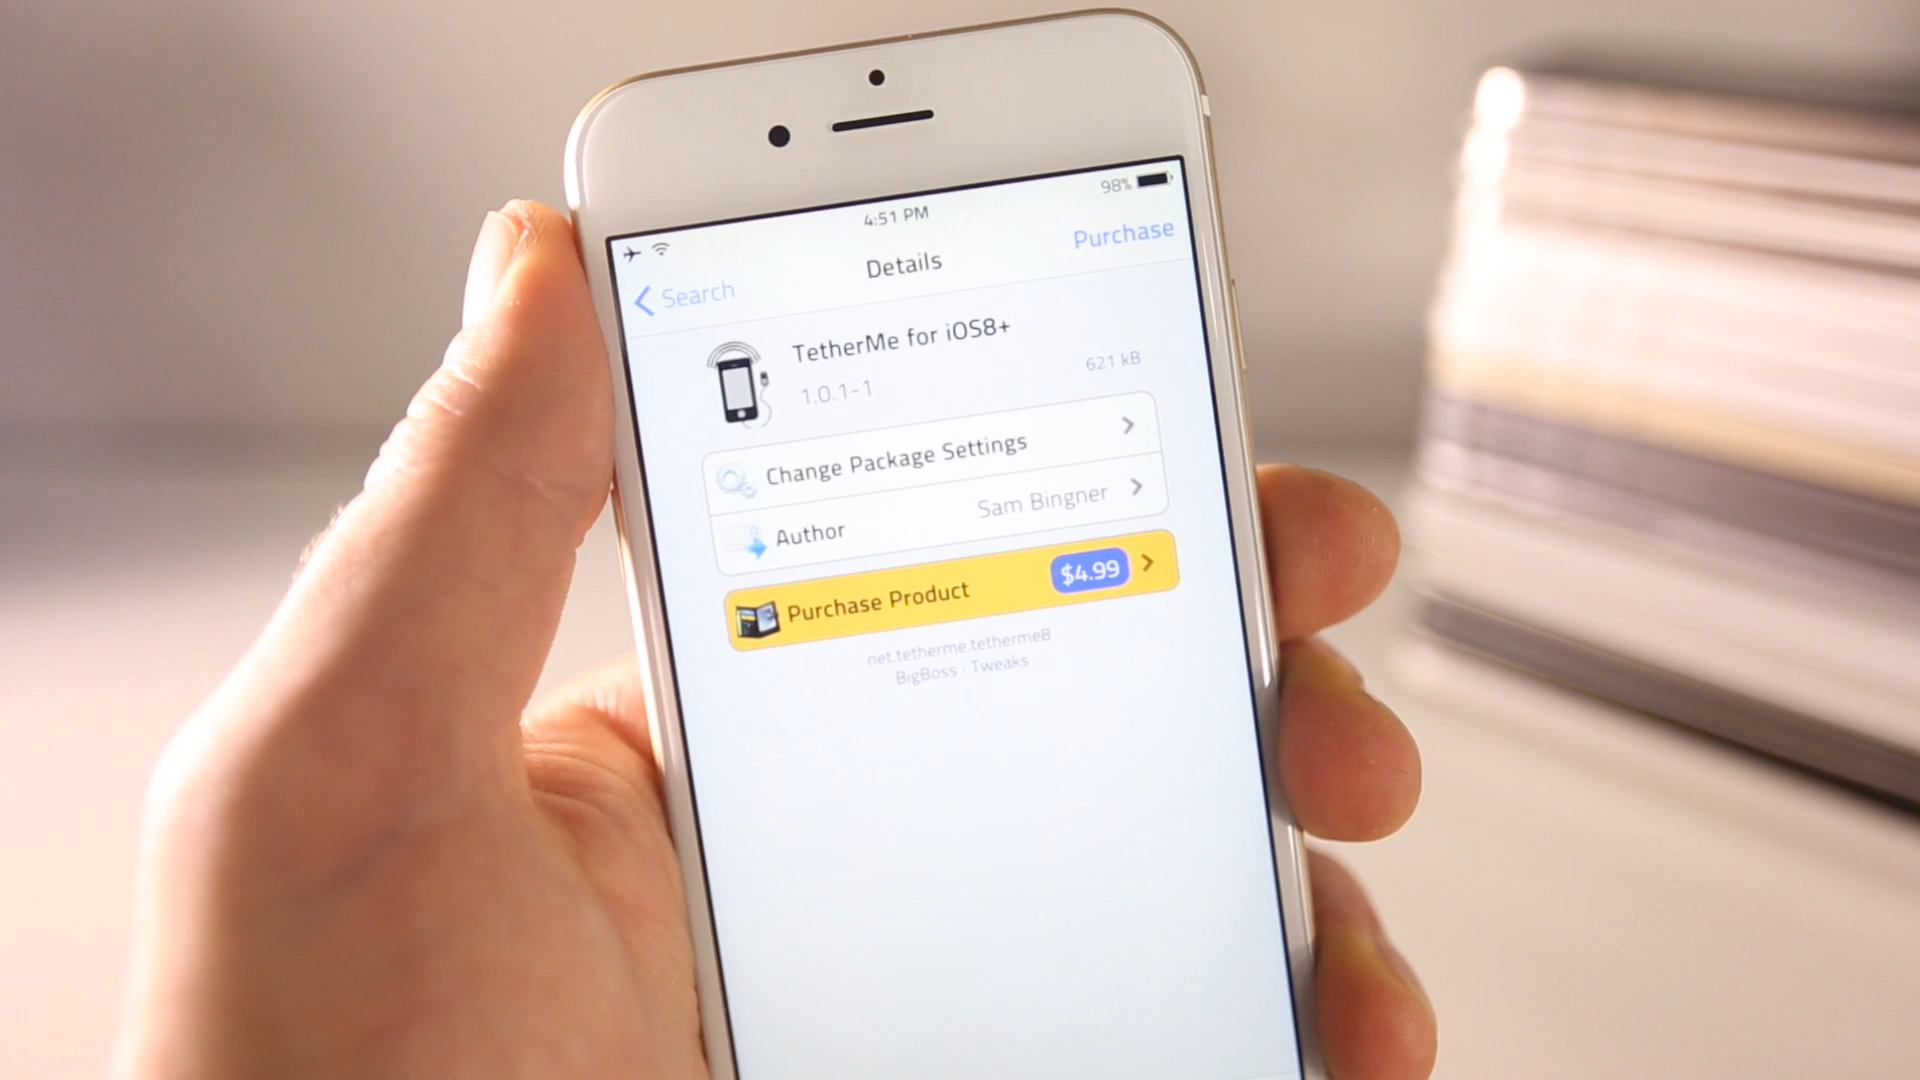 98%
4:51 PM
Search
Details
Purchase
TetherMe for iOS8+
1.0.1-1
621 kB
Change Package Settings
Author
Sam Bingner
Purchase Product
$4.99
net.tetherme.tetherme8
BigBoss · Tweaks